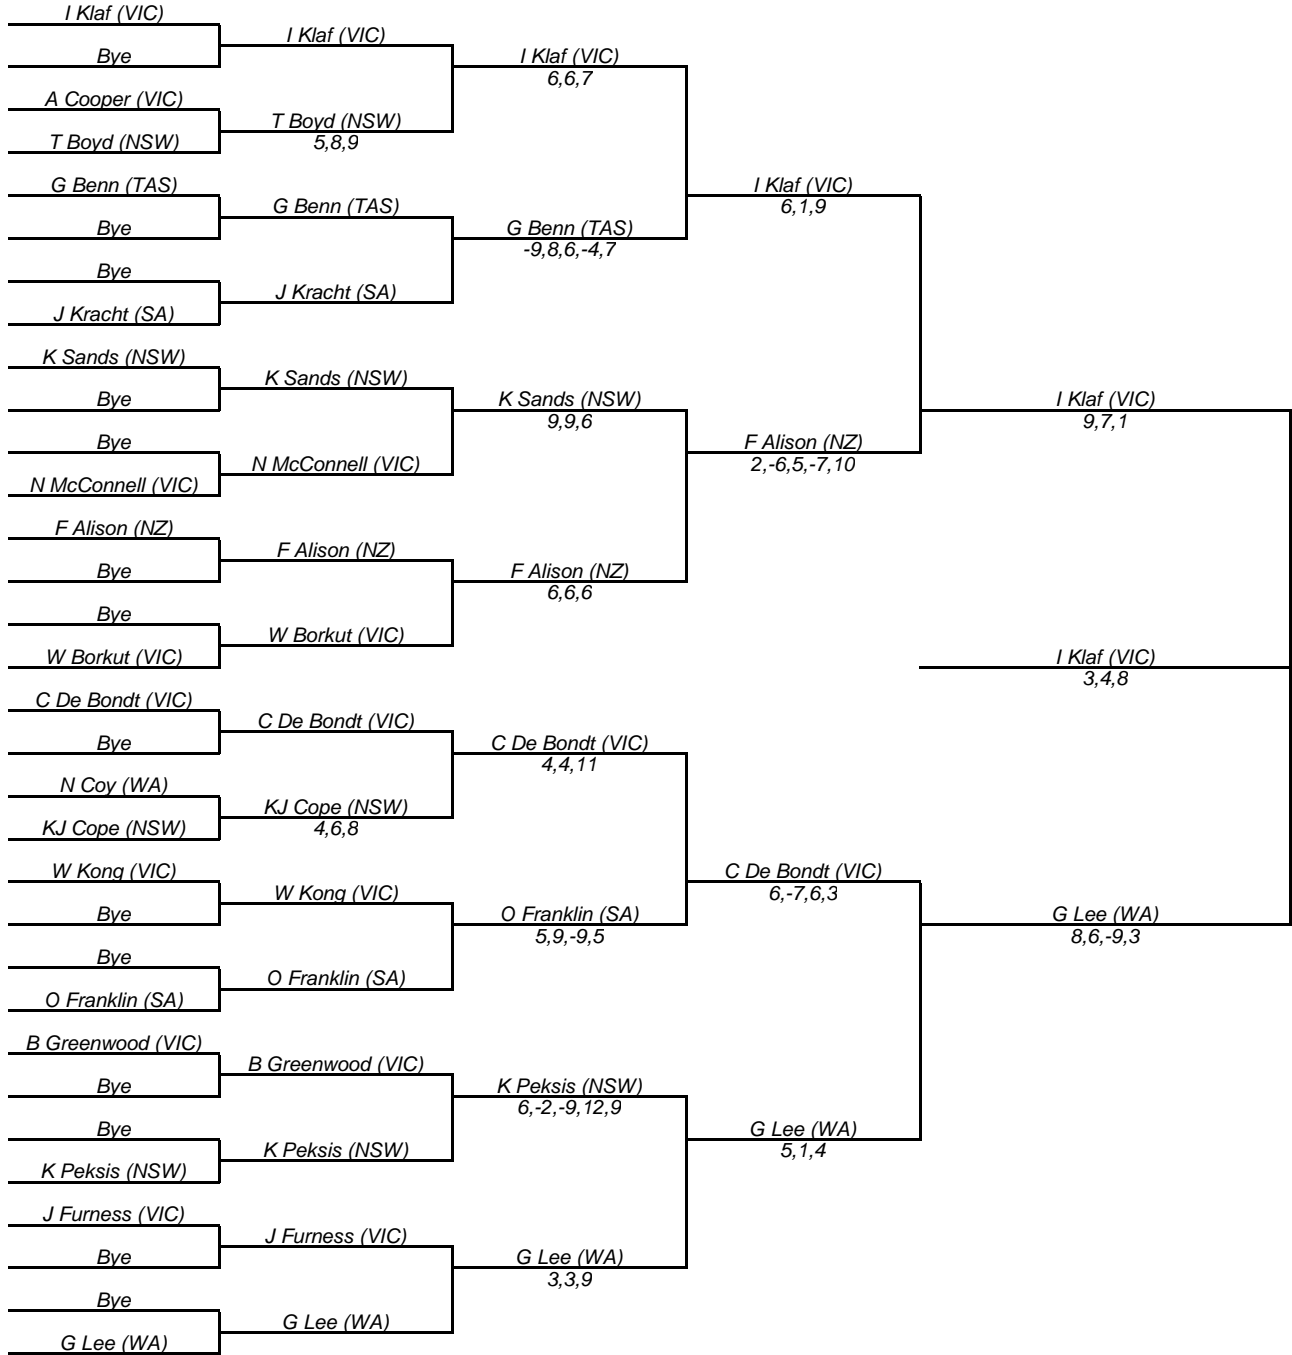 I Klaf (VIC)
Bye
A Cooper (VIC)
T Boyd (NSW)
G Benn (TAS)
Bye
Bye
J Kracht (SA)
K Sands (NSW)
Bye
Bye
N McConnell (VIC)
F Alison (NZ)
Bye
Bye
W Borkut (VIC)
C De Bondt (VIC)
Bye
N Coy (WA)
KJ Cope (NSW)
W Kong (VIC)
Bye
Bye
O Franklin (SA)
B Greenwood (VIC)
Bye
Bye
K Peksis (NSW)
J Furness (VIC)
Bye
Bye
G Lee (WA)
I Klaf (VIC)
T Boyd (NSW)
5,8,9
G Benn (TAS)
J Kracht (SA)
K Sands (NSW)
N McConnell (VIC)
F Alison (NZ)
W Borkut (VIC)
C De Bondt (VIC)
KJ Cope (NSW)
4,6,8
W Kong (VIC)
O Franklin (SA)
B Greenwood (VIC)
K Peksis (NSW)
J Furness (VIC)
G Lee (WA)
I Klaf (VIC)
6,6,7
G Benn (TAS)
-9,8,6,-4,7
K Sands (NSW)
9,9,6
F Alison (NZ)
6,6,6
C De Bondt (VIC)
4,4,11
O Franklin (SA)
5,9,-9,5
K Peksis (NSW)
6,-2,-9,12,9
G Lee (WA)
3,3,9
I Klaf (VIC)
6,1,9
F Alison (NZ)
2,-6,5,-7,10
C De Bondt (VIC)
6,-7,6,3
G Lee (WA)
5,1,4
I Klaf (VIC)
9,7,1
I Klaf (VIC)
3,4,8
G Lee (WA)
8,6,-9,3